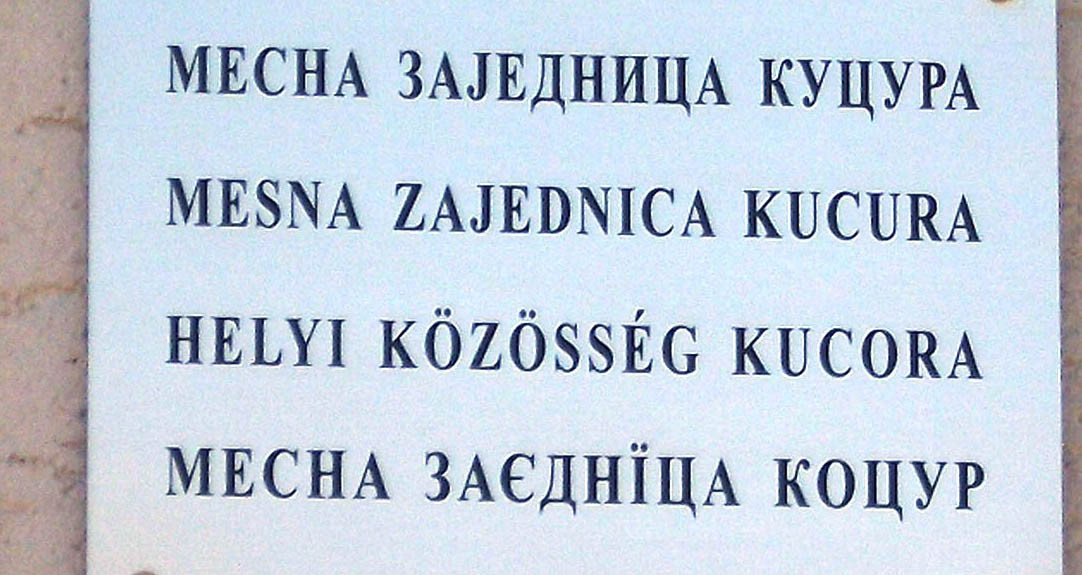 МЕСНА ЗАЈЕДНИЦА КУЦУРА
MESNA ZAJEDNICA KUCURA
HELYI KÖZÖSSÉG KUCORA
МЕСНА ЗАЄДНЇЦА КОЦУР